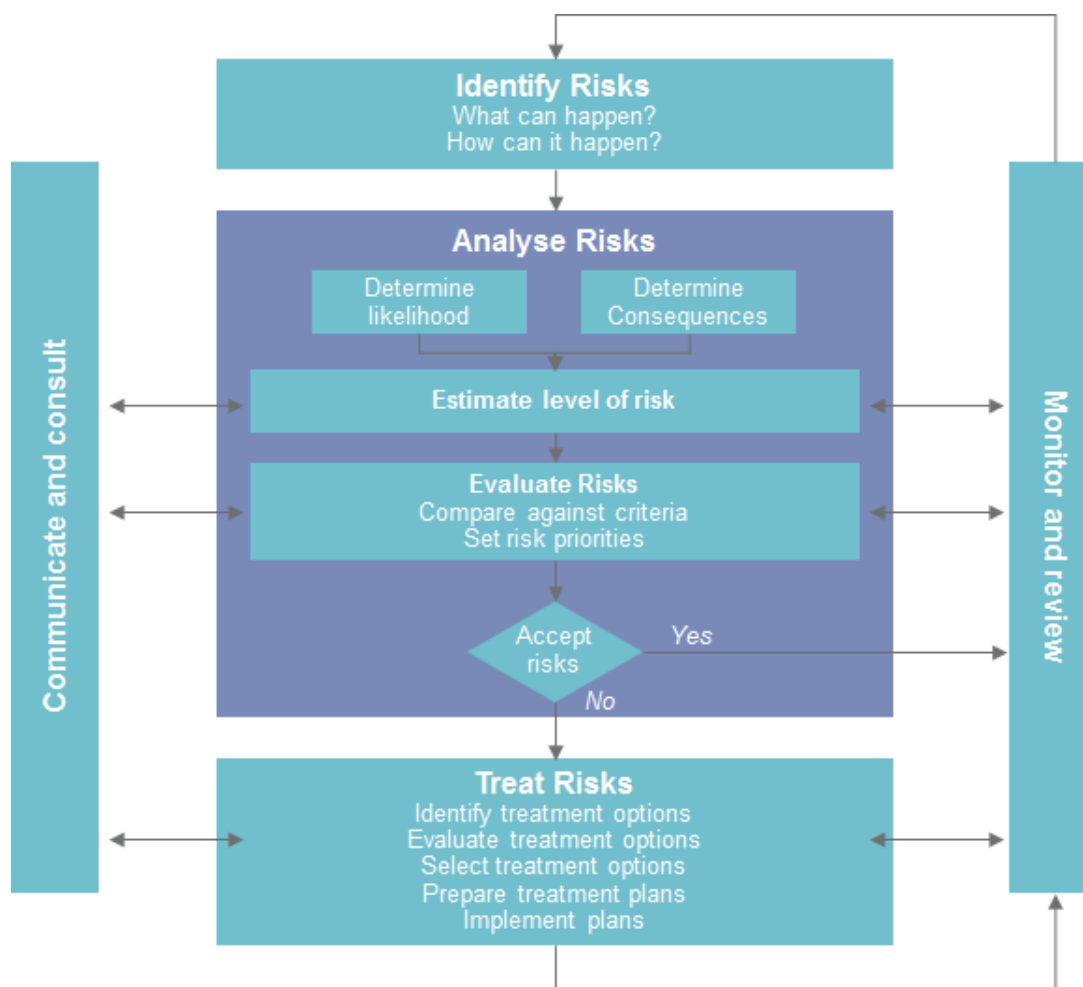 Identify Risks
What can happen?
How can it happen?
Analyse Risks
Determine
likelihood
Determine
Consequences
Estimate level of risk
Evaluate Risks
Compare against criteria
Set risk priorities
Accept
risks
Yes
No
Treat Risks
Identify treatment options
Evaluate treatment options
Select treatment options
Prepare treatment plans
Implement plans
Communicate and consult
Monitor and review